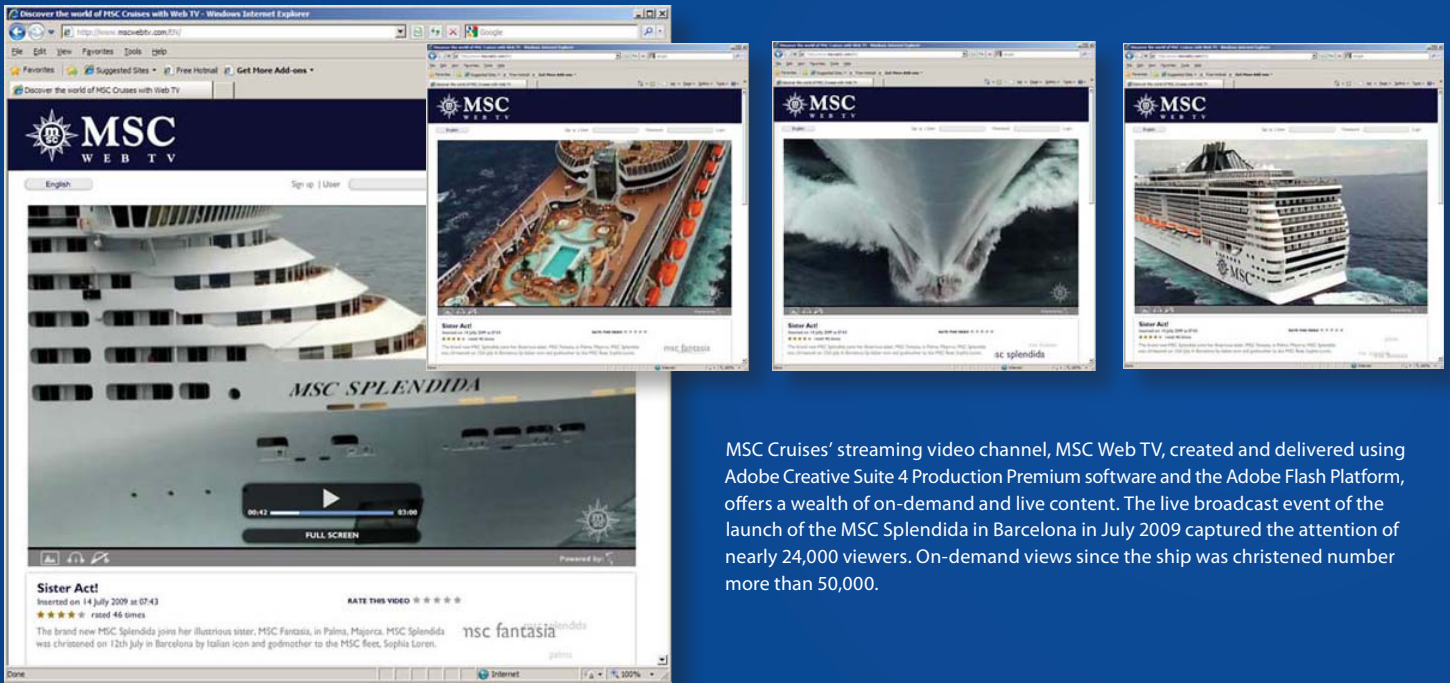 Discover the world of MSC Cruises with Web TV - Windows Internet Explorer
http://www.mscwebtv.com/EN/
Google
File Edit View Favorites Tools Help
Favorites Suggested Sites Free Hotmail Get More Add-ons
Discover the world of MSC Cruises with Web TV
MSC
WEB TV
English Sign up | User
MSC SPLENDIDA
00:42 03:00
FULL SCREEN
Powered by:
Sister Act!
Inserted on 14 July 2009 at 07:43
RATE THIS VIDEO
rated 46 times
The brand new MSC Splendida joins her illustrious sister, MSC Fantasia, in Palma, Majorca. MSC Splendida
was christened on 12th July in Barcelona by Italian icon and godmother to the MSC fleet, Sophia Loren.
msc fantasia
splendida
palma
Done Internet 100%
MSC
WEB TV
English
Sister Act!
msc fantasia
MSC
WEB TV
English
Sister Act!
sc splendida
MSC
WEB TV
English
MSC
Sister Act!
MSC Cruises’ streaming video channel, MSC Web TV, created and delivered using
Adobe Creative Suite 4 Production Premium software and the Adobe Flash Platform,
offers a wealth of on-demand and live content. The live broadcast event of the
launch of the MSC Splendida in Barcelona in July 2009 captured the attention of
nearly 24,000 viewers. On-demand views since the ship was christened number
more than 50,000.